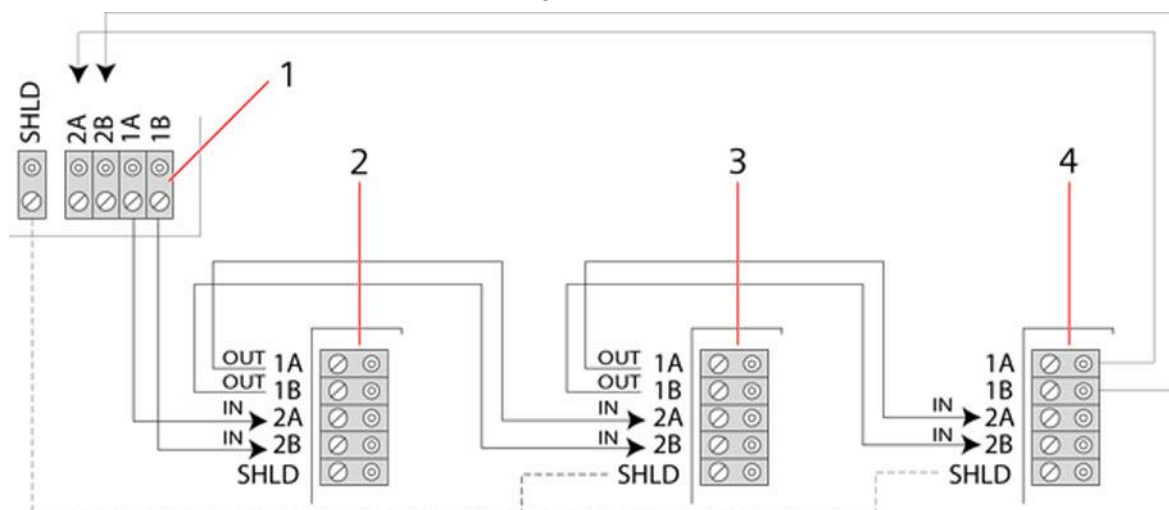 SHLD 2A 2B 1A 1B
1
2
3
4
OUT 1A
OUT 1B
IN 2A
IN 2B
SHLD
OUT 1A
OUT 1B
IN 2A
IN 2B
SHLD
1A
1B
IN 2A
IN 2B
SHLD